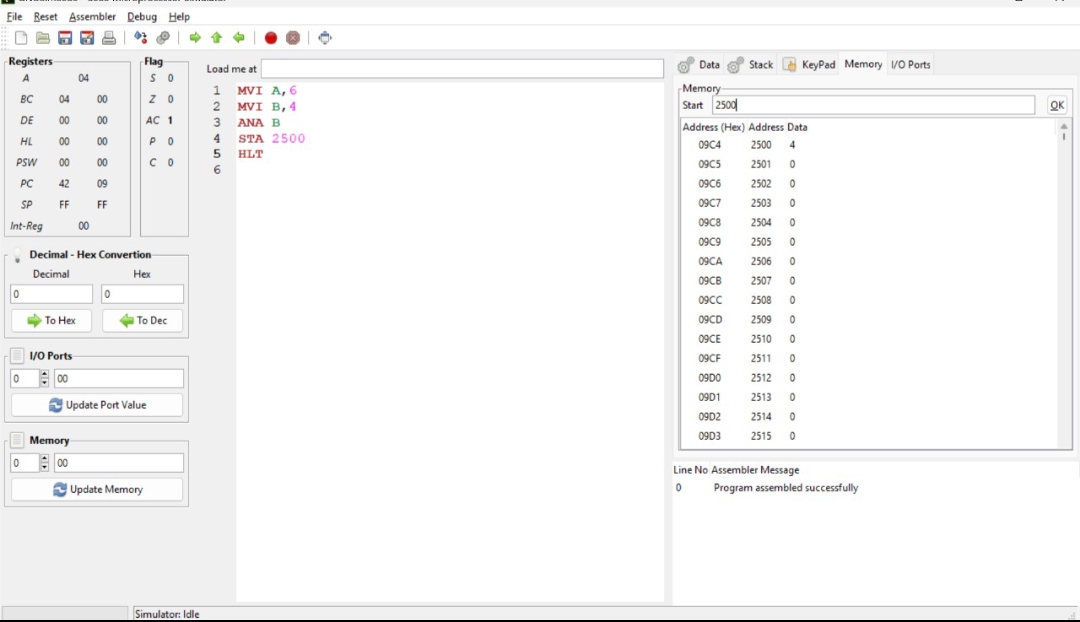 File Reset Assembler Debug Help
Registers
A 04
BC 04 00
DE 00 00
HL 00 00
PSW 00 00
PC 42 09
SP FF FF
Int-Reg 00
Flag
S 0
Z 0
AC 1
P 0
C 0
Decimal - Hex Convertion
Decimal Hex
0 0
To Hex To Dec
I/O Ports
0 00
Update Port Value
Memory
0 00
Update Memory
Load me at
1 MVI A,6
2 MVI B,4
3 ANA B
4 STA 2500
5 HLT
6
Data Stack KeyPad Memory I/O Ports
Memory
Start 2500 OK
Address (Hex) Address Data
09C4 2500 4
09C5 2501 0
09C6 2502 0
09C7 2503 0
09C8 2504 0
09C9 2505 0
09CA 2506 0
09CB 2507 0
09CC 2508 0
09CD 2509 0
09CE 2510 0
09CF 2511 0
09D0 2512 0
09D1 2513 0
09D2 2514 0
09D3 2515 0
Line No Assembler Message
0 Program assembled successfully
Simulator: Idle